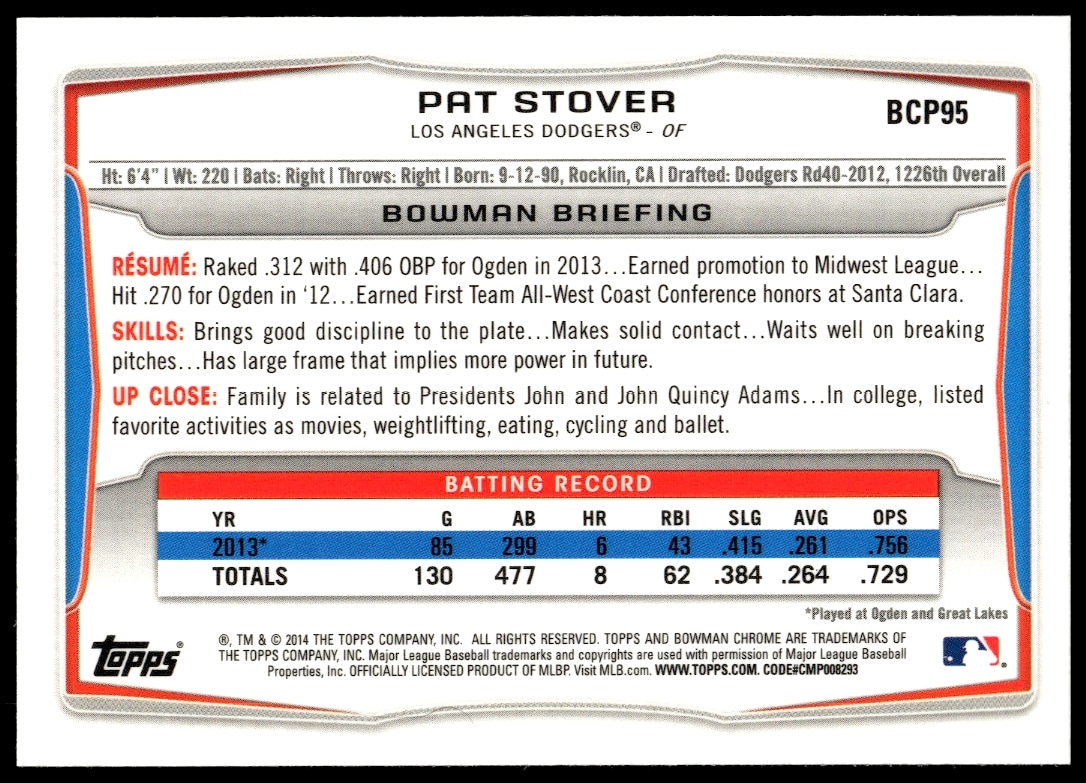 PAT STOVER
BCP95
LOS ANGELES DODGERS® - OF
Ht: 6'4" | Wt: 220 | Bats: Right | Throws: Right | Born: 9-12-90, Rocklin, CA | Drafted: Dodgers Rd40-2012, 1226th Overall
BOWMAN BRIEFING
RÉSUMÉ: Raked .312 with .406 OBP for Ogden in 2013...Earned promotion to Midwest League...
Hit .270 for Ogden in '12...Earned First Team All-West Coast Conference honors at Santa Clara.
SKILLS: Brings good discipline to the plate...Makes solid contact...Waits well on breaking
pitches...Has large frame that implies more power in future.
UP CLOSE: Family is related to Presidents John and John Quincy Adams...In college, listed
favorite activities as movies, weightlifting, eating, cycling and ballet.
BATTING RECORD
YR G AB HR RBI SLG AVG OPS
2013* 85 299 6 43 .415 .261 .756
TOTALS 130 477 8 62 .384 .264 .729
*Played at Ogden and Great Lakes
topps®
®, TM & © 2014 THE TOPPS COMPANY, INC. ALL RIGHTS RESERVED. TOPPS AND BOWMAN CHROME ARE TRADEMARKS OF
THE TOPPS COMPANY, INC. Major League Baseball trademarks and copyrights are used with permission of Major League Baseball
Properties, Inc. OFFICIALLY LICENSED PRODUCT OF MLBP. Visit MLB.com. WWW.TOPPS.COM. CODE#CMP008293